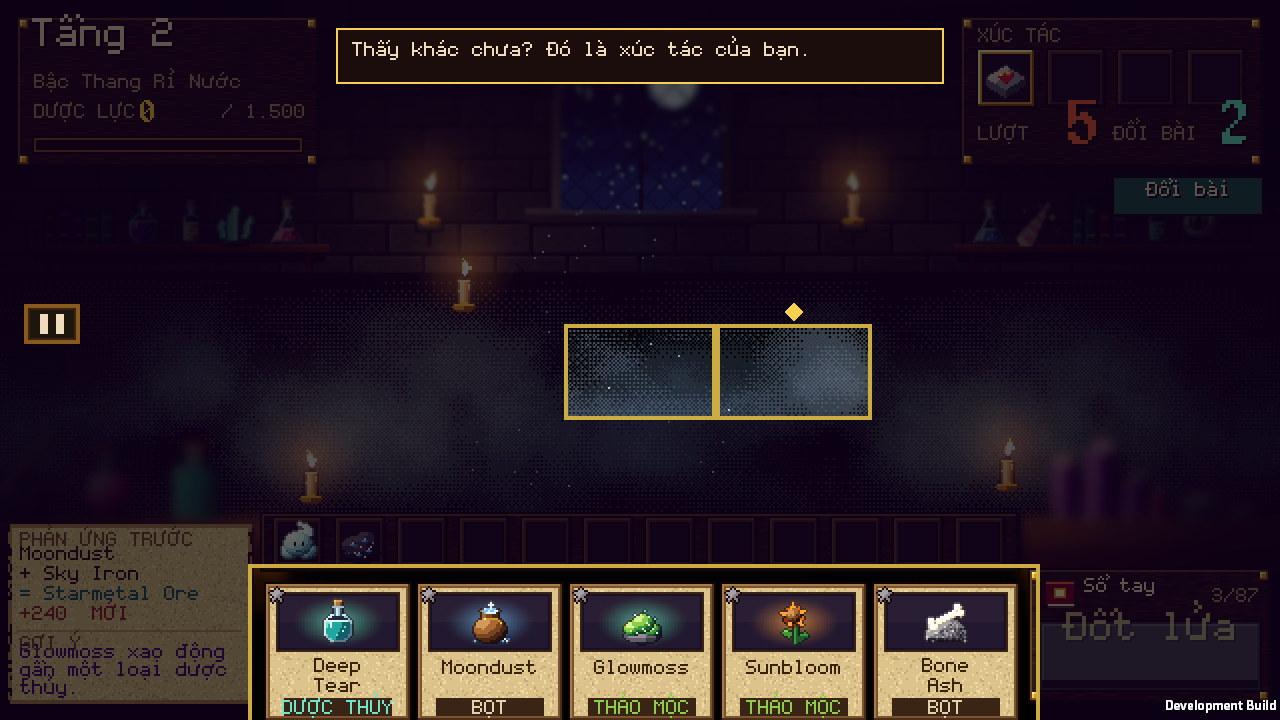 Tầng 2
Bậc Thang Rỉ Nước
DƯỢC LỰC 0 / 1.500
Thấy khác chưa? Đó là xúc tác của bạn.
XÚC TÁC
LƯỢT 5 ĐỔI BÀI 2
Đổi bài
PHẢN ỨNG TRƯỚC
Moondust
+ Sky Iron
= Starmetal Ore
+240 MỚI
GỢI Ý
Glowmoss xao động
gần một loại dược
thủy.
Deep
Tear
DƯỢC THỦY
Moondust
BỘT
Glowmoss
THẢO MỘC
Sunbloom
THẢO MỘC
Bone
Ash
BỘT
Sổ tay
3/87
Đốt lửa
Development Build